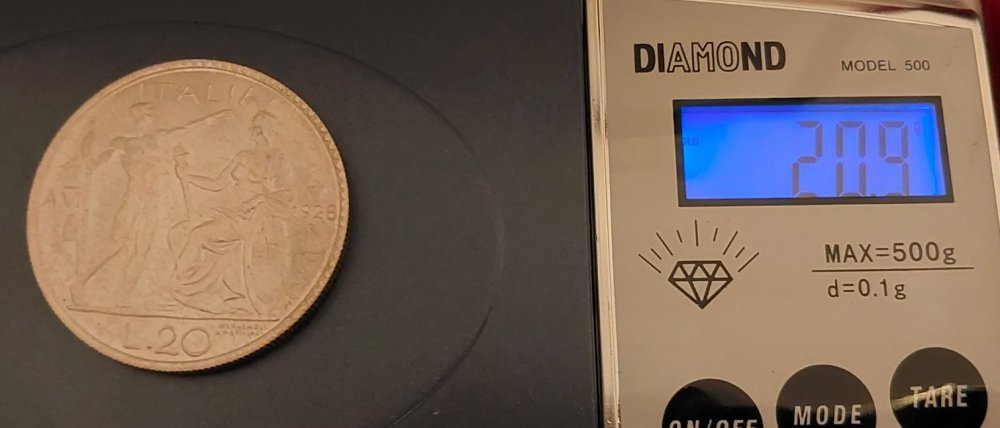 ITALIA
1928
L.20
DIAMOND
MODEL 500
20.9 g
MAX=500g
d=0.1g
ON/OFF
MODE
TARE